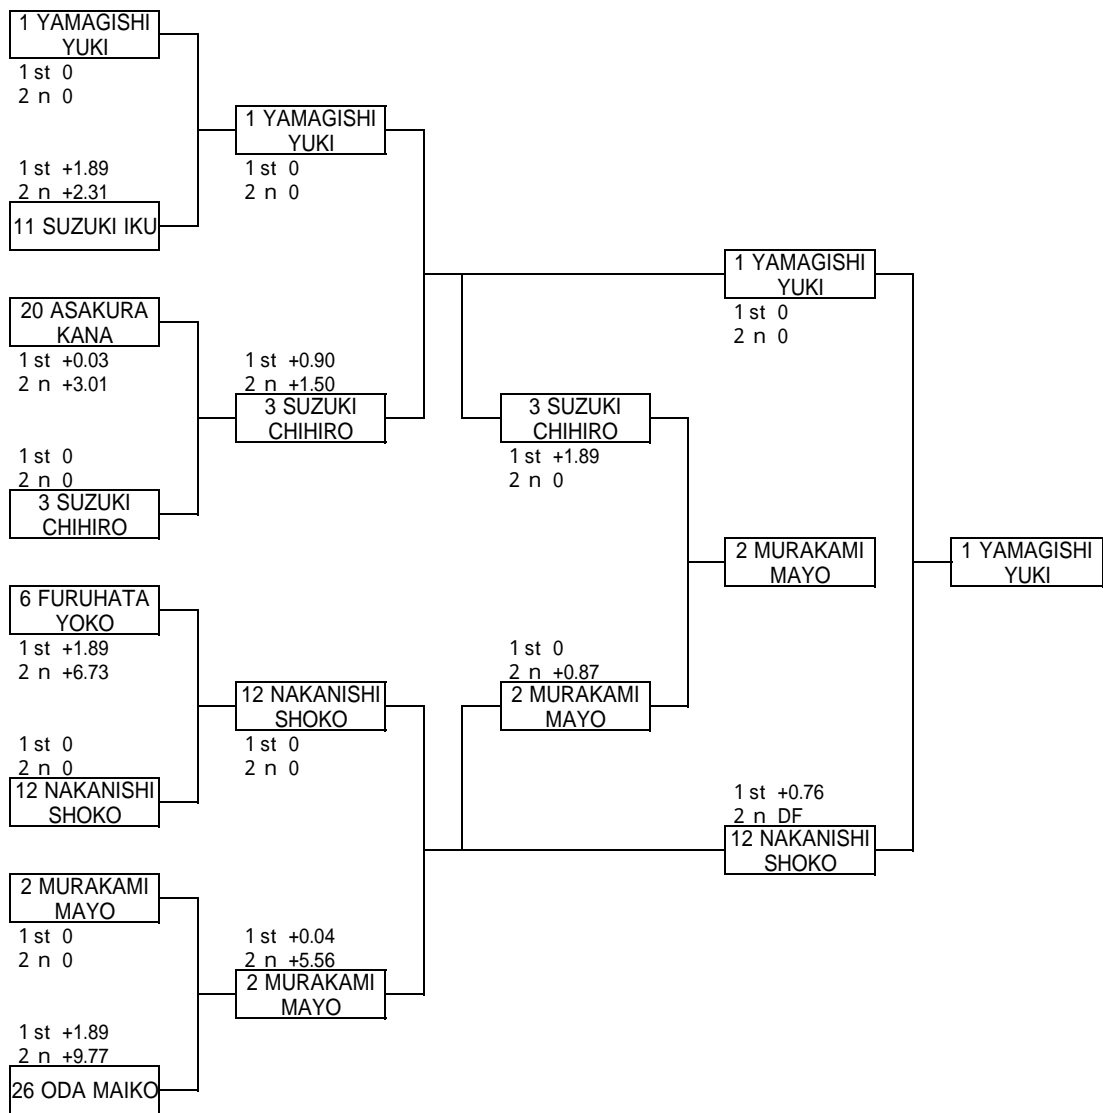 1 YAMAGISHI
YUKI
1 st 0
2 n 0
1 st +1.89
2 n +2.31
11 SUZUKI IKU
20 ASAKURA
KANA
1 st +0.03
2 n +3.01
1 st 0
2 n 0
3 SUZUKI
CHIHIRO
6 FURUHATA
YOKO
1 st +1.89
2 n +6.73
1 st 0
2 n 0
12 NAKANISHI
SHOKO
2 MURAKAMI
MAYO
1 st 0
2 n 0
1 st +1.89
2 n +9.77
26 ODA MAIKO
1 YAMAGISHI
YUKI
1 st 0
2 n 0
1 st +0.90
2 n +1.50
3 SUZUKI
CHIHIRO
12 NAKANISHI
SHOKO
1 st 0
2 n 0
1 st +0.04
2 n +5.56
2 MURAKAMI
MAYO
3 SUZUKI
CHIHIRO
1 st +1.89
2 n 0
1 st 0
2 n +0.87
2 MURAKAMI
MAYO
1 YAMAGISHI
YUKI
1 st 0
2 n 0
2 MURAKAMI
MAYO
1 st +0.76
2 n DF
12 NAKANISHI
SHOKO
1 YAMAGISHI
YUKI